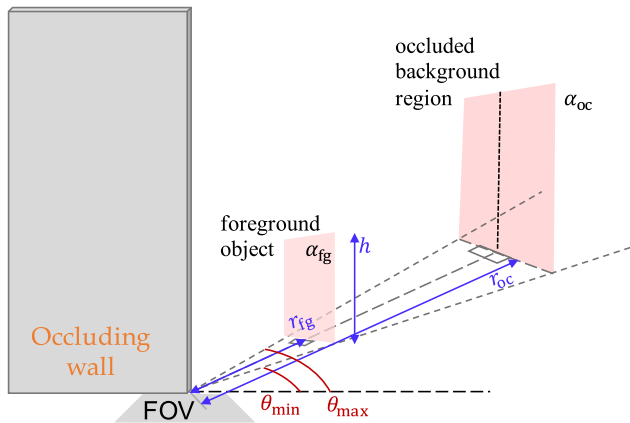 occluded
background
region
α_oc
foreground
object
α_fg
h
r_fg
r_oc
Occluding
wall
FOV
θ_min
θ_max